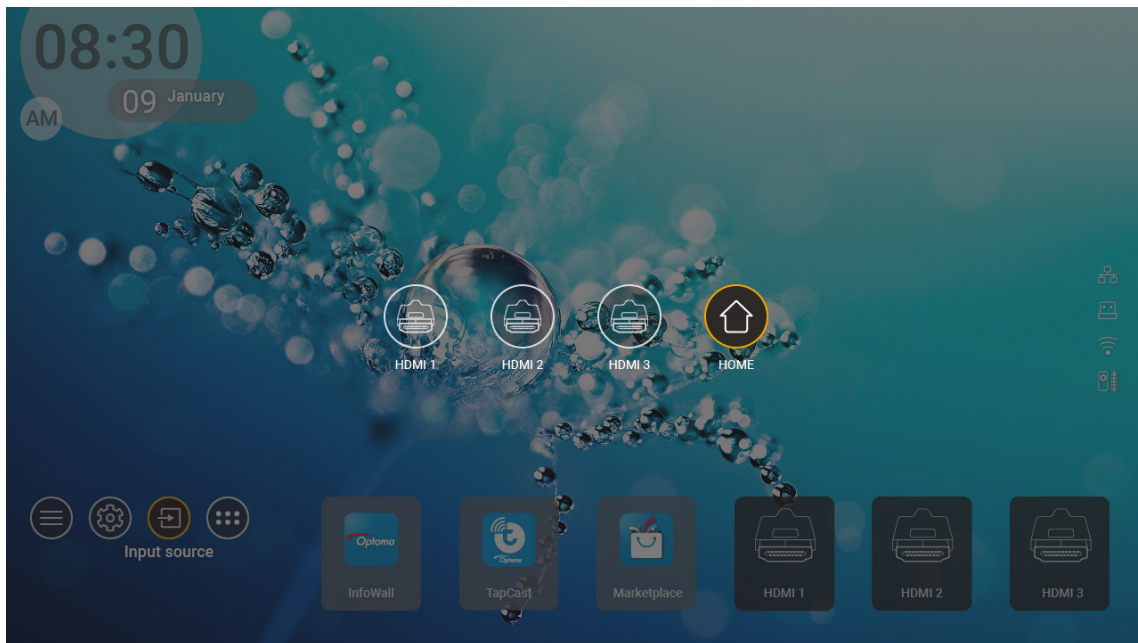 08:30
09 January
AM
HDMI 1 HDMI 2 HDMI 3 HOME
Input source
Optoma
Optoma
InfoWall TapCast Marketplace HDMI 1 HDMI 2 HDMI 3